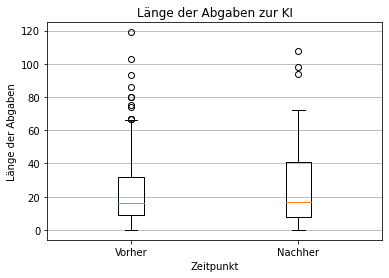 Länge der Abgaben zur KI
120
100
80
60
40
20
0
Länge der Abgaben
Vorher
Nachher
Zeitpunkt